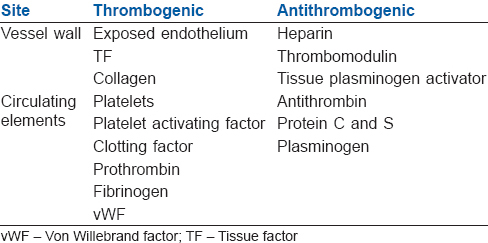 Site Thrombogenic Antithrombogenic
Vessel wall Exposed endothelium Heparin
TF Thrombomodulin
Collagen Tissue plasminogen activator
Circulating Platelets Antithrombin
elements Platelet activating factor Protein C and S
Clotting factor Plasminogen
Prothrombin
Fibrinogen
vWF
vWF – Von Willebrand factor; TF – Tissue factor